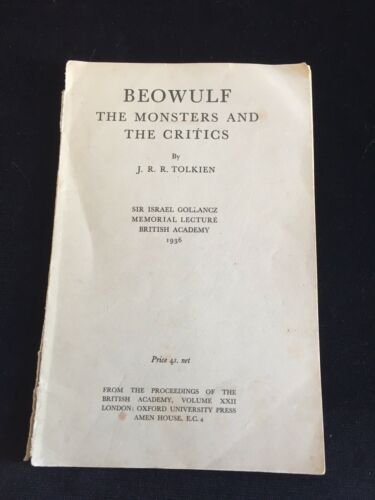 BEOWULF
THE MONSTERS AND
THE CRITICS
By
J. R. R. TOLKIEN
SIR ISRAEL GOLLANCZ
MEMORIAL LECTURE
BRITISH ACADEMY
1936
Price 4s. net
FROM THE PROCEEDINGS OF THE
BRITISH ACADEMY, VOLUME XXII
LONDON: OXFORD UNIVERSITY PRESS
AMEN HOUSE, E.C. 4